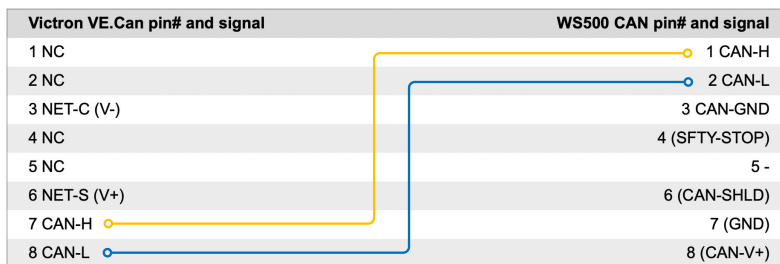 Victron VE.Can pin# and signal WS500 CAN pin# and signal
1 NC 1 CAN-H
2 NC 2 CAN-L
3 NET-C (V-) 3 CAN-GND
4 NC 4 (SFTY-STOP)
5 NC 5 -
6 NET-S (V+) 6 (CAN-SHLD)
7 CAN-H 7 (GND)
8 CAN-L 8 (CAN-V+)